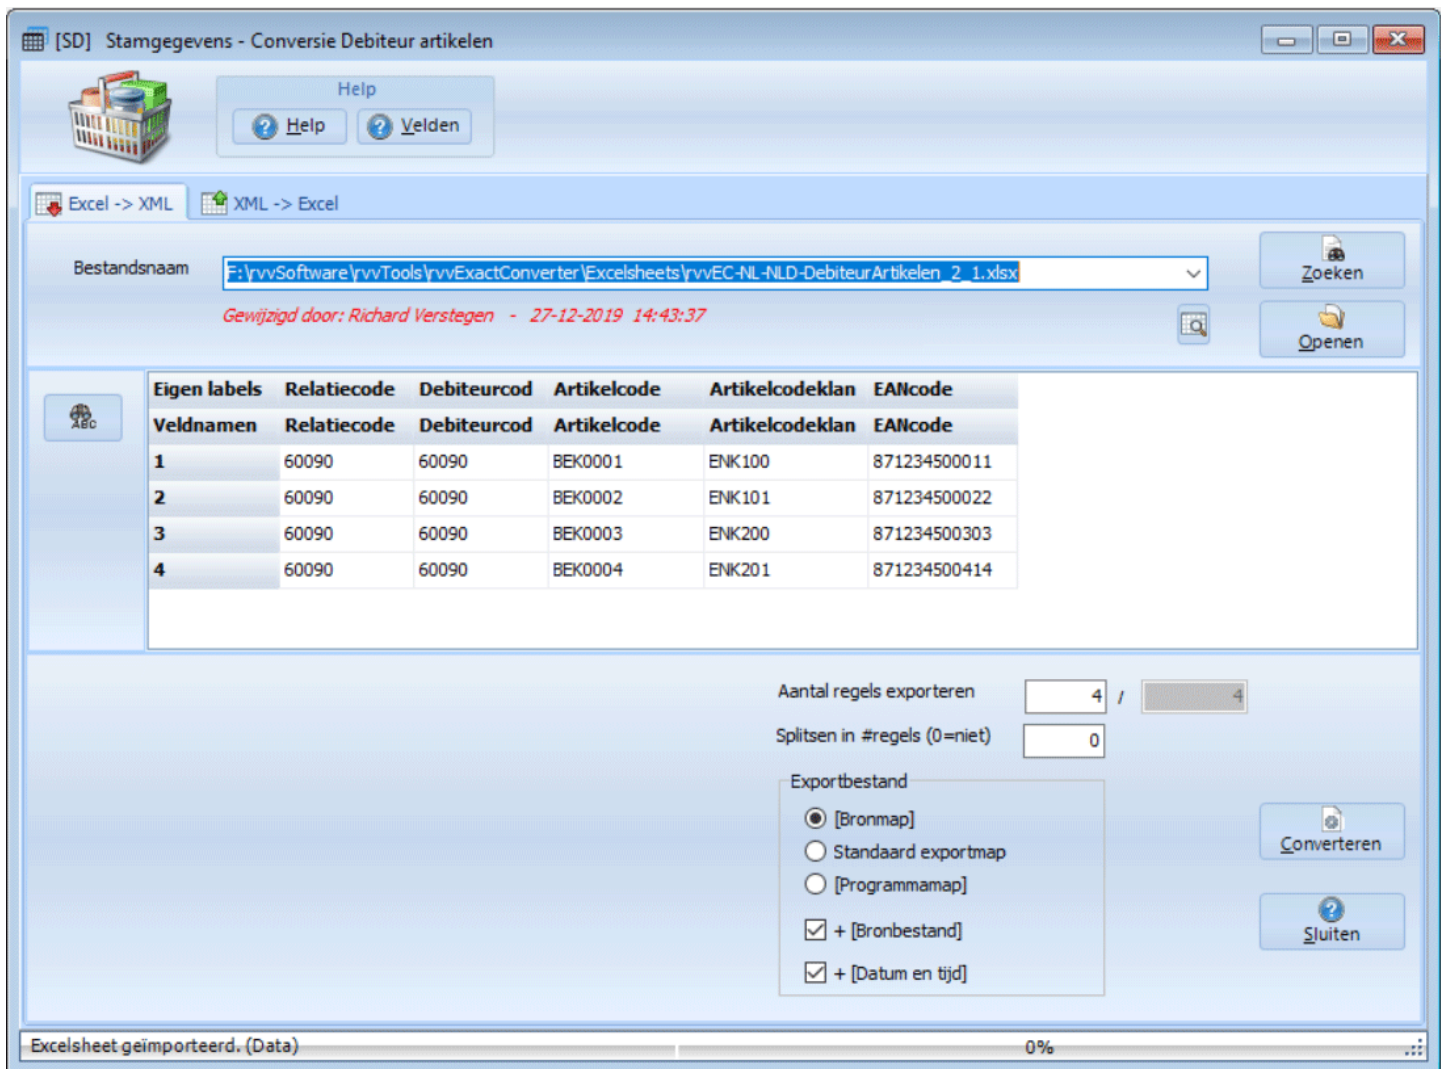 [SD] Stamgegevens - Conversie Debiteur artikelen
Help
Help Velden
Excel -> XML XML -> Excel
Bestandsnaam F:\rvvSoftware\rvvTools\rvvExactConverter\Excelsheets\rvvEC-NL-NLD-DebiteurArtikelen_2_1.xlsx Zoeken
Gewijzigd door: Richard Verstegen - 27-12-2019 14:43:37
Openen
ABC
Eigen labels Relatiecode Debiteurcod Artikelcode Artikelcodeklan EANcode
Veldnamen Relatiecode Debiteurcod Artikelcode Artikelcodeklan EANcode
1 60090 60090 BEK0001 ENK100 871234500011
2 60090 60090 BEK0002 ENK101 871234500022
3 60090 60090 BEK0003 ENK200 871234500303
4 60090 60090 BEK0004 ENK201 871234500414
Aantal regels exporteren 4 / 4
Splitsen in #regels (0=niet) 0
Exportbestand
[Bronmap]
Standaard exportmap
[Programmamap]
+ [Bronbestand]
+ [Datum en tijd]
Converteren
Sluiten
Excelsheet geïmporteerd. (Data) 0%